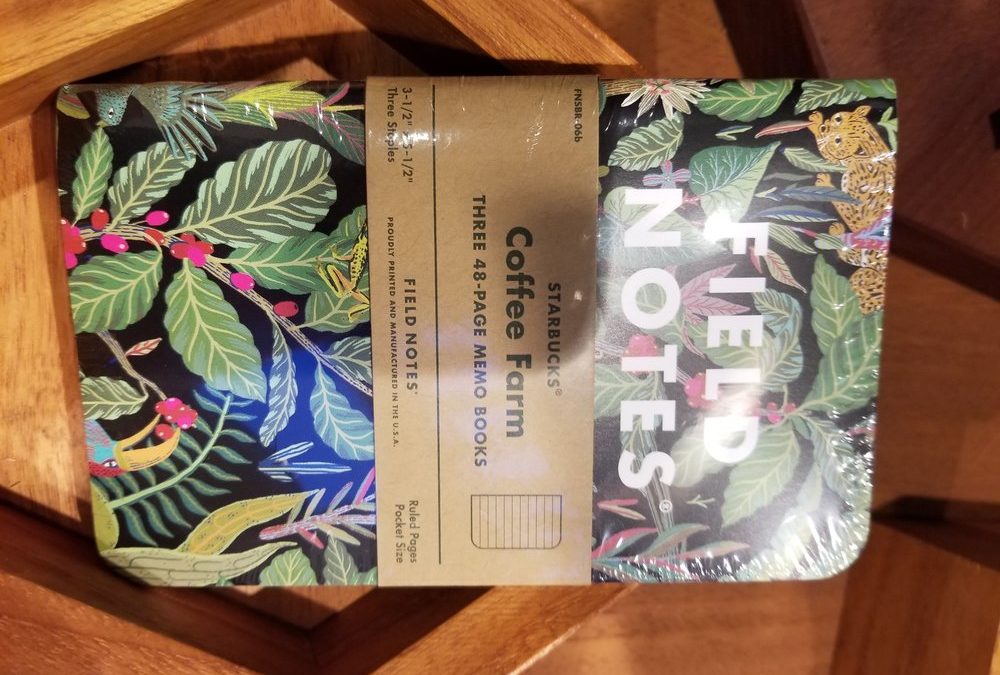 FIELD
NOTES®
FNSBR-06b
STARBUCKS®
Coffee Farm
THREE 48-PAGE MEMO BOOKS
3-1/2" 5-1/2"
Three Staples
FIELD NOTES®
PROUDLY PRINTED AND MANUFACTURED IN THE U.S.A.
Ruled Pages
Pocket Size